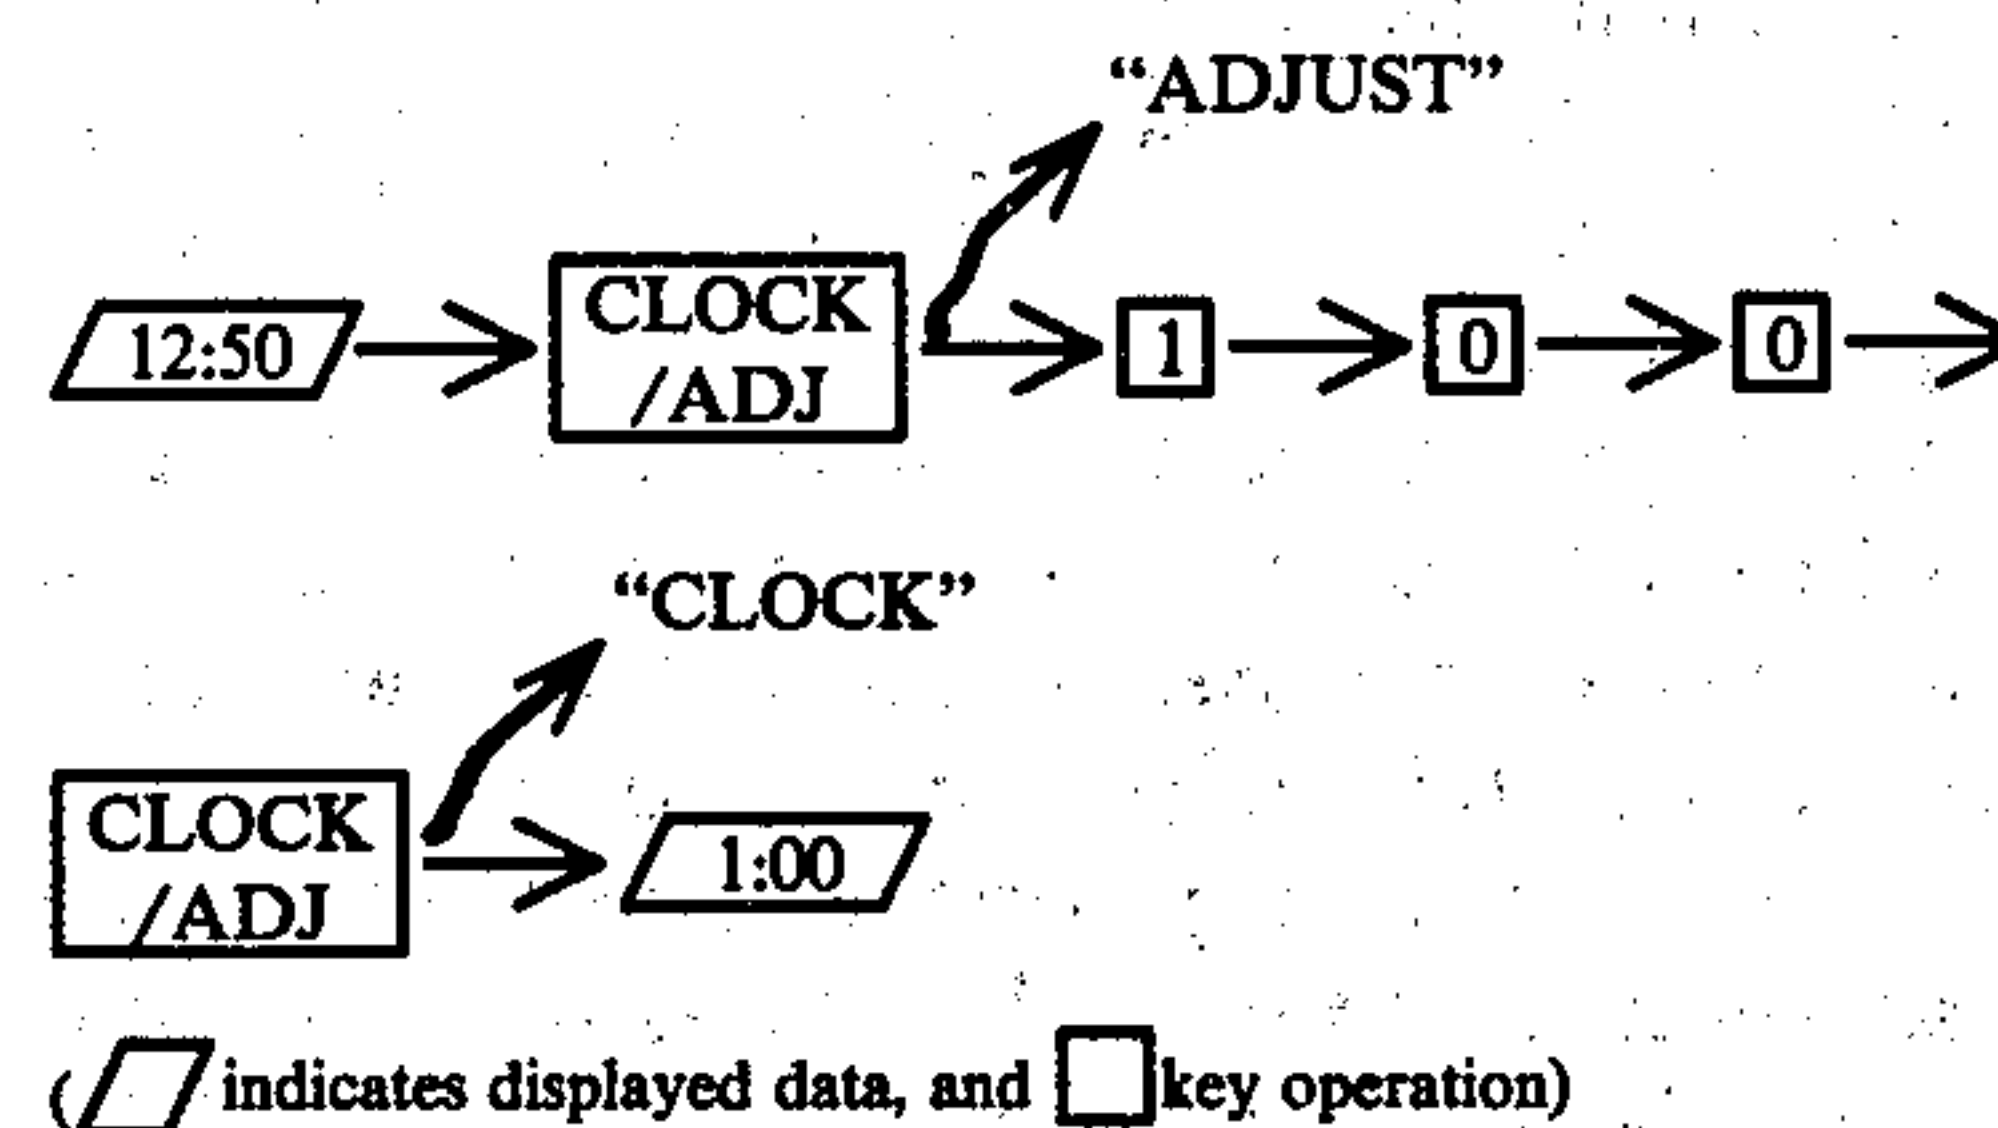 “ADJUST”
12:50 CLOCK /ADJ 1 0 0
“CLOCK”
CLOCK /ADJ 1:00
( indicates displayed data, and key operation)